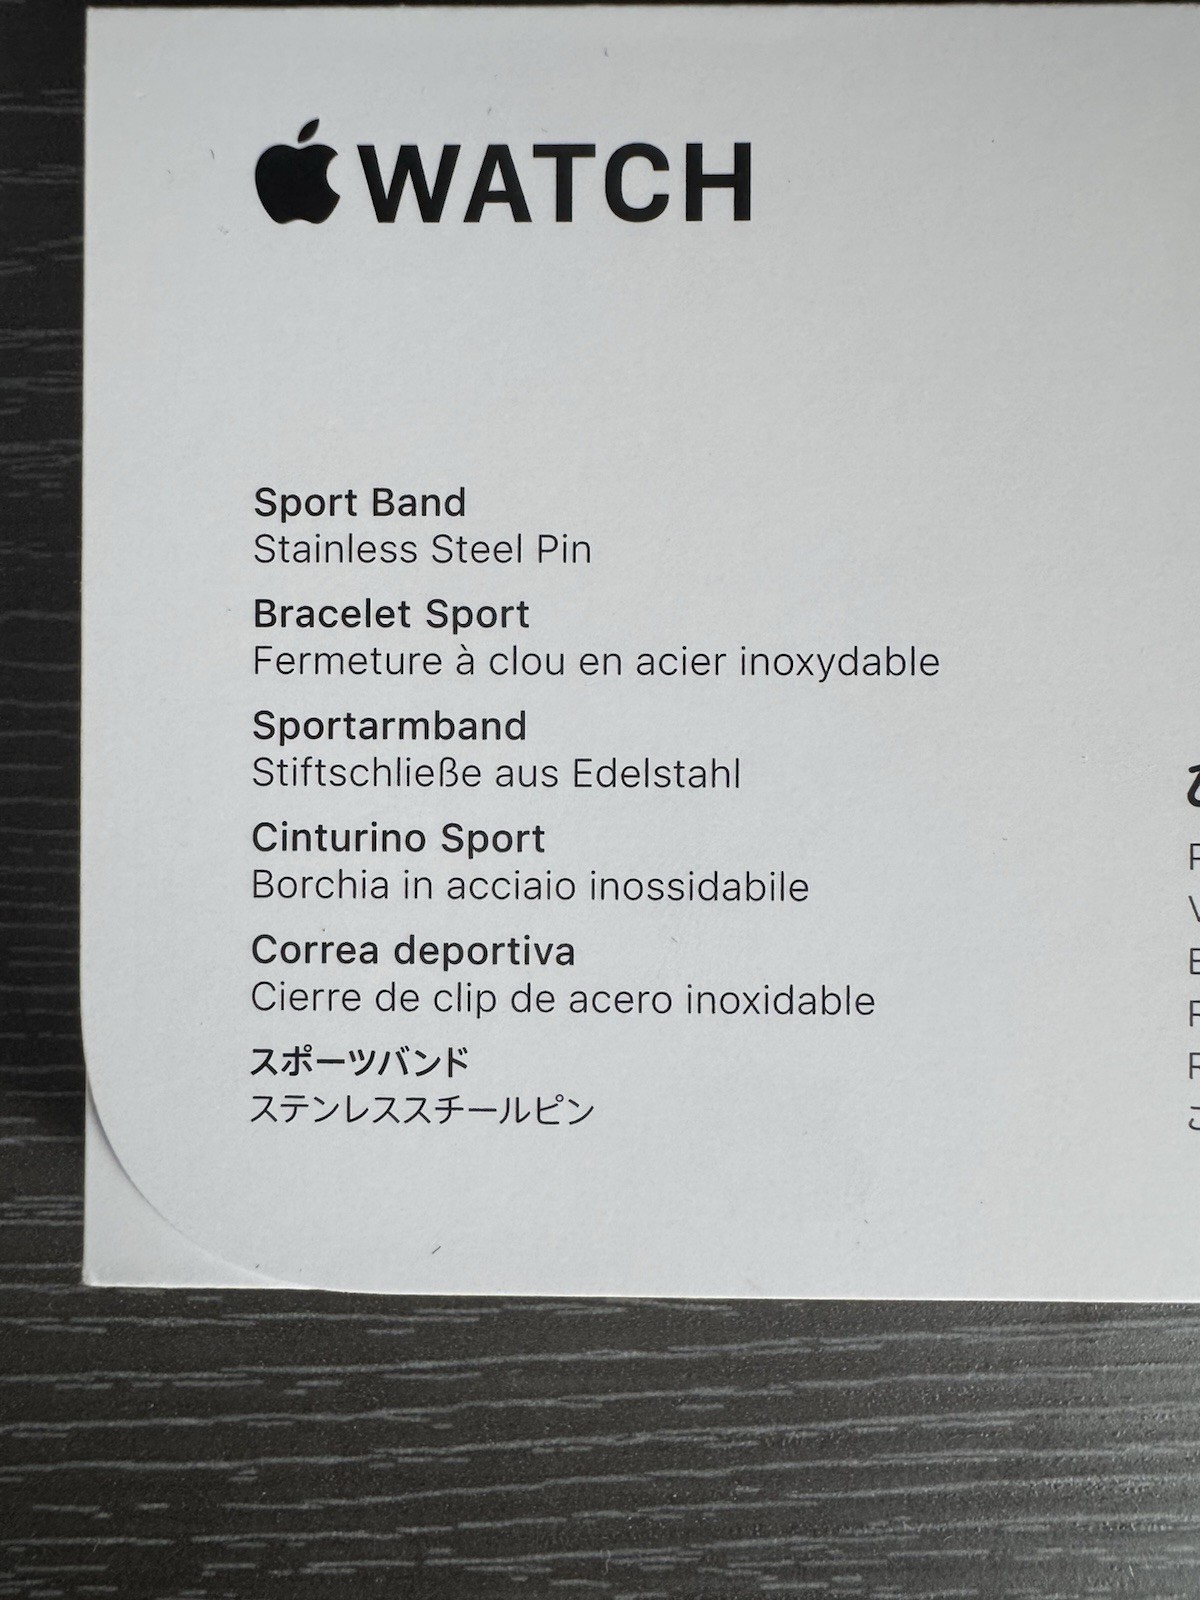 WATCH
Sport Band
Stainless Steel Pin
Bracelet Sport
Fermeture à clou en acier inoxydable
Sportarmband
Stiftschließe aus Edelstahl
Cinturino Sport
Borchia in acciaio inossidabile
Correa deportiva
Cierre de clip de acero inoxidable
スポーツバンド
ステンレススチールピン